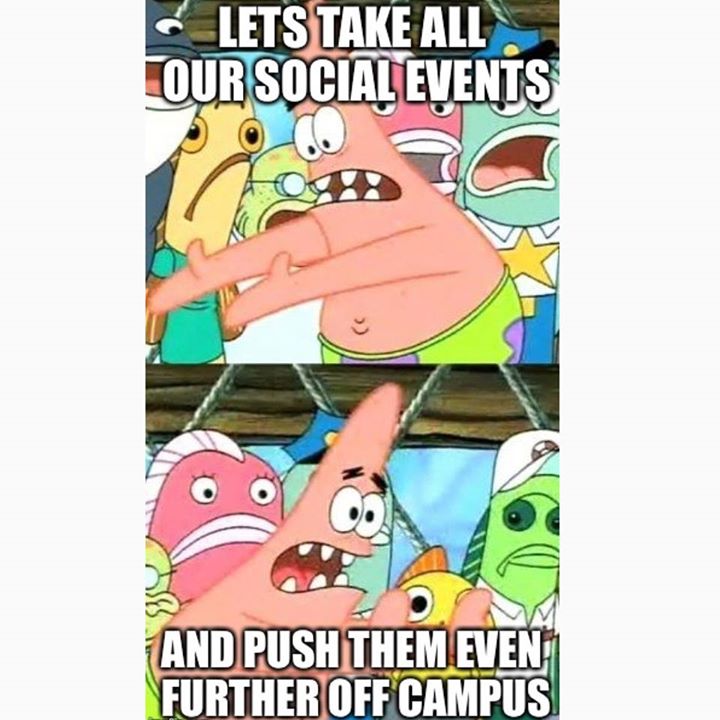 LETS TAKE ALL
OUR SOCIAL EVENTS
AND PUSH THEM EVEN
FURTHER OFF CAMPUS